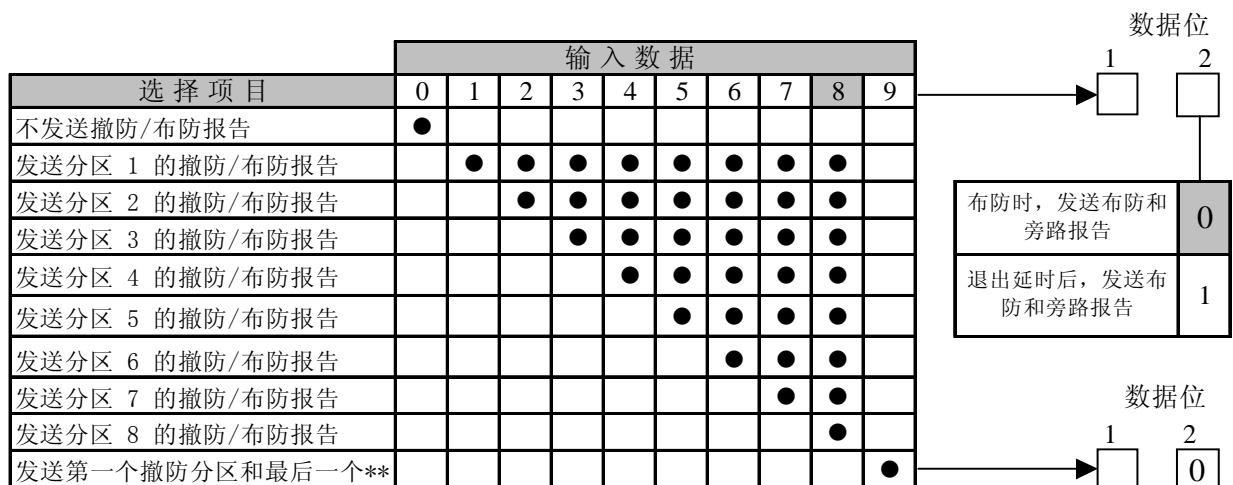 数据位
输入数据
1 2
选择项目 0 1 2 3 4 5 6 7 8 9
不发送撤防/布防报告 ●
发送分区 1 的撤防/布防报告 ● ● ● ● ● ● ● ●
发送分区 2 的撤防/布防报告 ● ● ● ● ● ● ●
布防时，发送布防和
旁路报告
0
发送分区 3 的撤防/布防报告 ● ● ● ● ● ●
发送分区 4 的撤防/布防报告 ● ● ● ● ●
退出延时后，发送布
防和旁路报告
1
发送分区 5 的撤防/布防报告 ● ● ● ●
发送分区 6 的撤防/布防报告 ● ● ●
发送分区 7 的撤防/布防报告 ● ●
数据位
发送分区 8 的撤防/布防报告 ●
1 2
发送第一个撤防分区和最后一个** ●
0